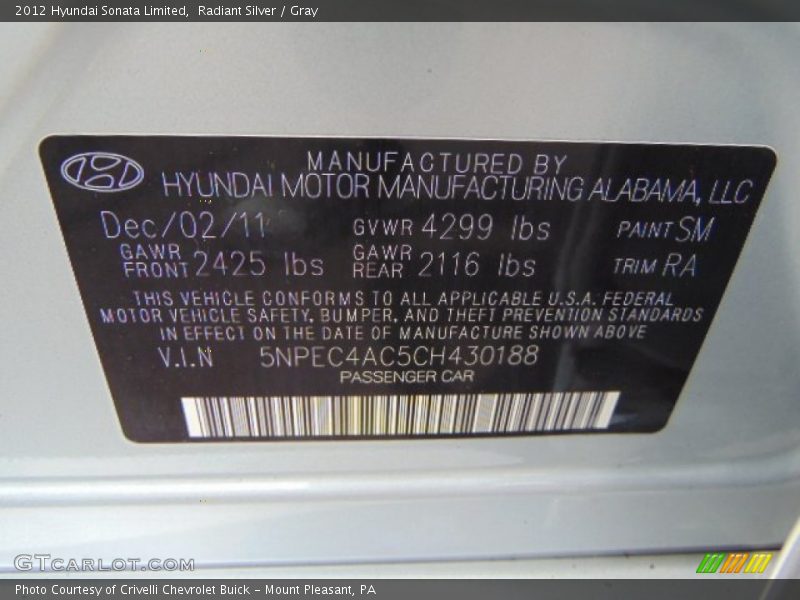 2012 Hyundai Sonata Limited, Radiant Silver / Gray
MANUFACTURED BY
HYUNDAI MOTOR MANUFACTURING ALABAMA, LLC
Dec/02/11 GVWR 4299 lbs PAINT SM
GAWR FRONT 2425 lbs GAWR REAR 2116 lbs TRIM RA
THIS VEHICLE CONFORMS TO ALL APPLICABLE U.S.A. FEDERAL
MOTOR VEHICLE SAFETY, BUMPER, AND THEFT PREVENTION STANDARDS
IN EFFECT ON THE DATE OF MANUFACTURE SHOWN ABOVE
V.I.N 5NPEC4AC5CH430188
PASSENGER CAR
GTCARLOT.COM
Photo Courtesy of Crivelli Chevrolet Buick - Mount Pleasant, PA